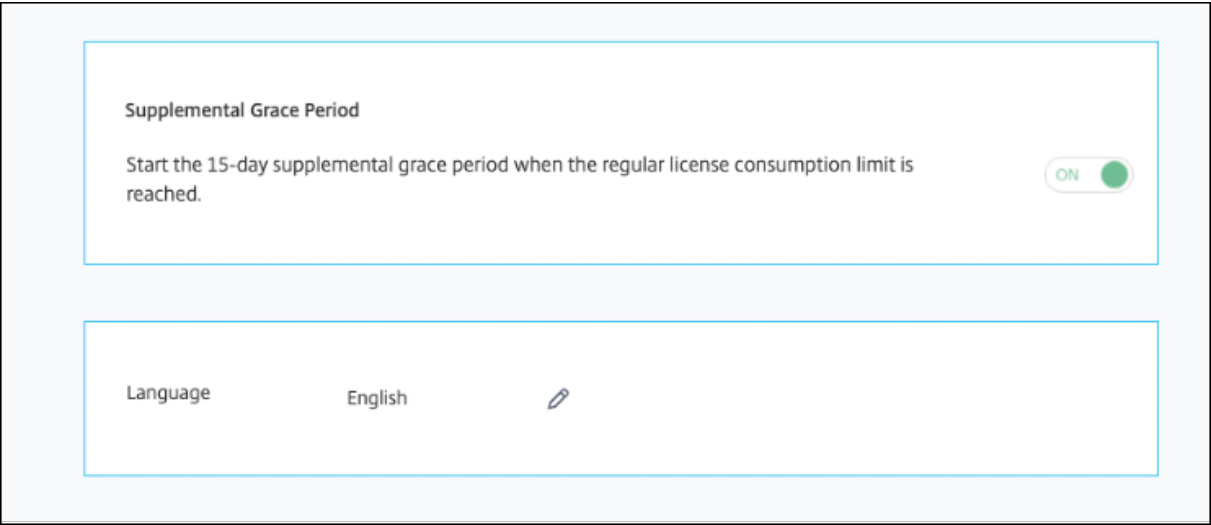 Supplemental Grace Period
Start the 15-day supplemental grace period when the regular license consumption limit is
reached.
ON
Language English